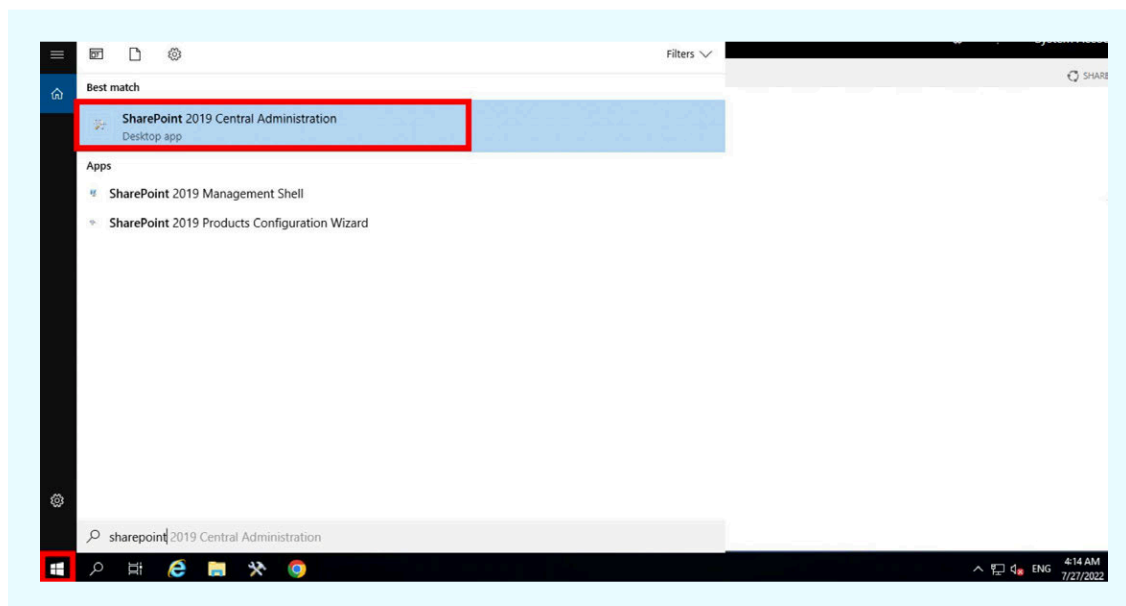 Filters
SHARE
Best match
SharePoint 2019 Central Administration
Desktop app
Apps
SharePoint 2019 Management Shell
SharePoint 2019 Products Configuration Wizard
sharepoint 2019 Central Administration
ENG
4:14 AM
7/27/2022